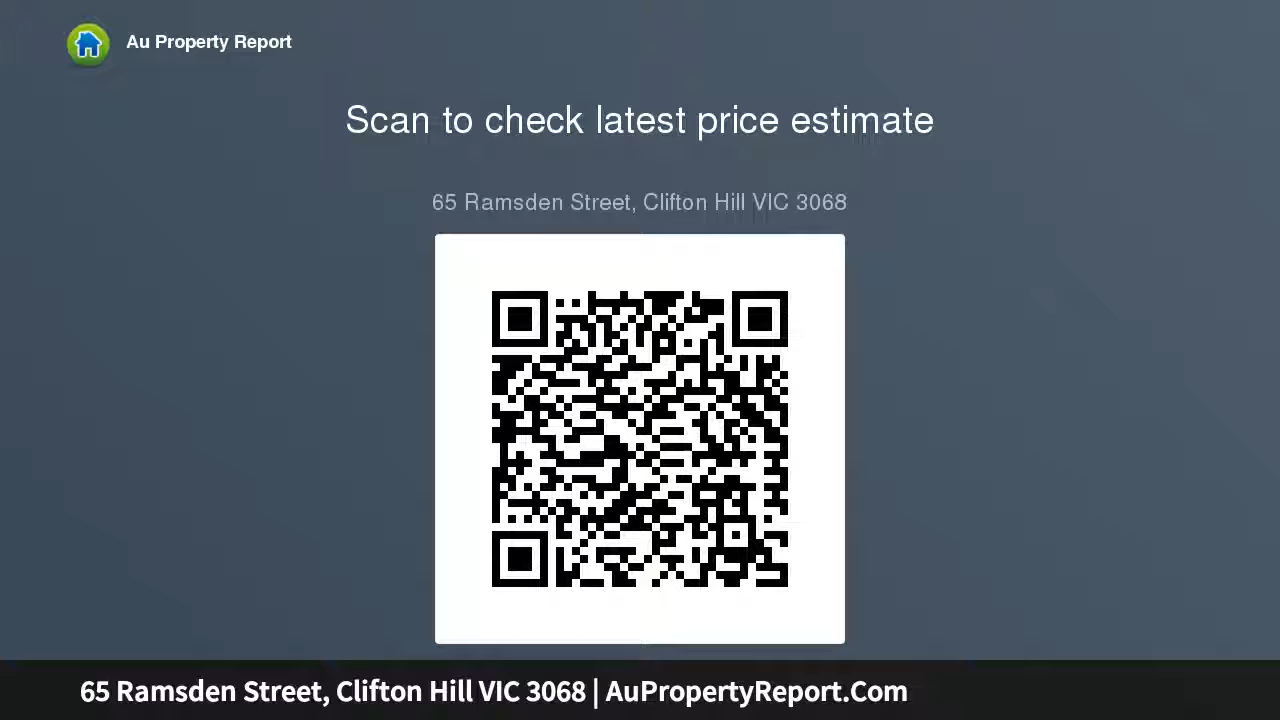 Au Property Report
Scan to check latest price estimate
65 Ramsden Street, Clifton Hill VIC 3068
65 Ramsden Street, Clifton Hill VIC 3068 | AuPropertyReport.Com